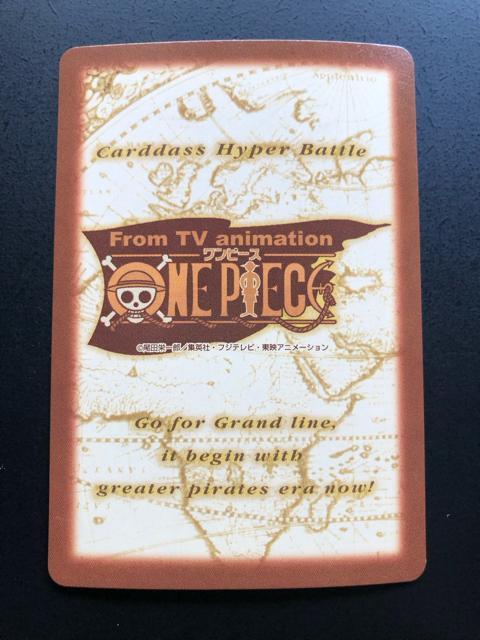 Septentrio
Carddass Hyper Battle
From TV animation
ワンピース
ONE PIECE
©尾田栄一郎/集英社・フジテレビ・東映アニメーション
Go for Grand line,
it begin with
greater pirates era now!